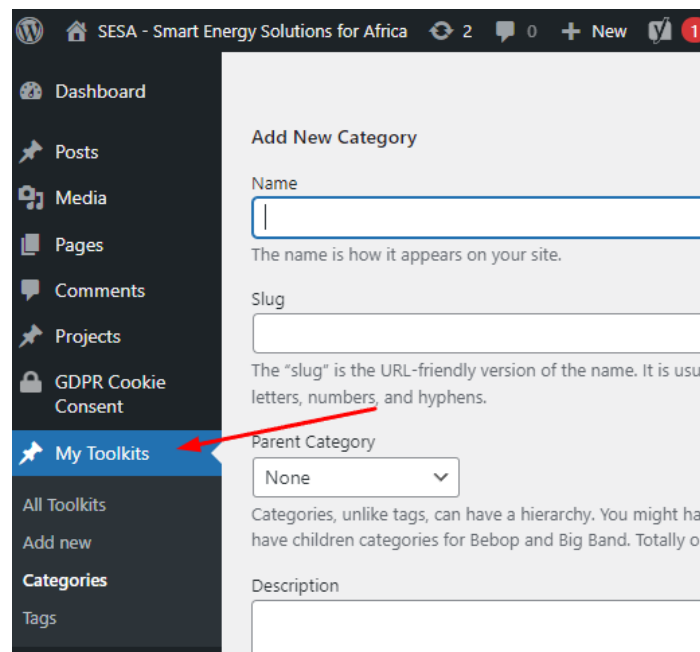 SESA - Smart Energy Solutions for Africa 2 0 New 1
Dashboard
Posts
Media
Pages
Comments
Projects
GDPR Cookie
Consent
My Toolkits
All Toolkits
Add new
Categories
Tags
Add New Category
Name
The name is how it appears on your site.
Slug
The “slug” is the URL-friendly version of the name. It is usu
letters, numbers, and hyphens.
Parent Category
None
Categories, unlike tags, can have a hierarchy. You might ha
have children categories for Bebop and Big Band. Totally o
Description